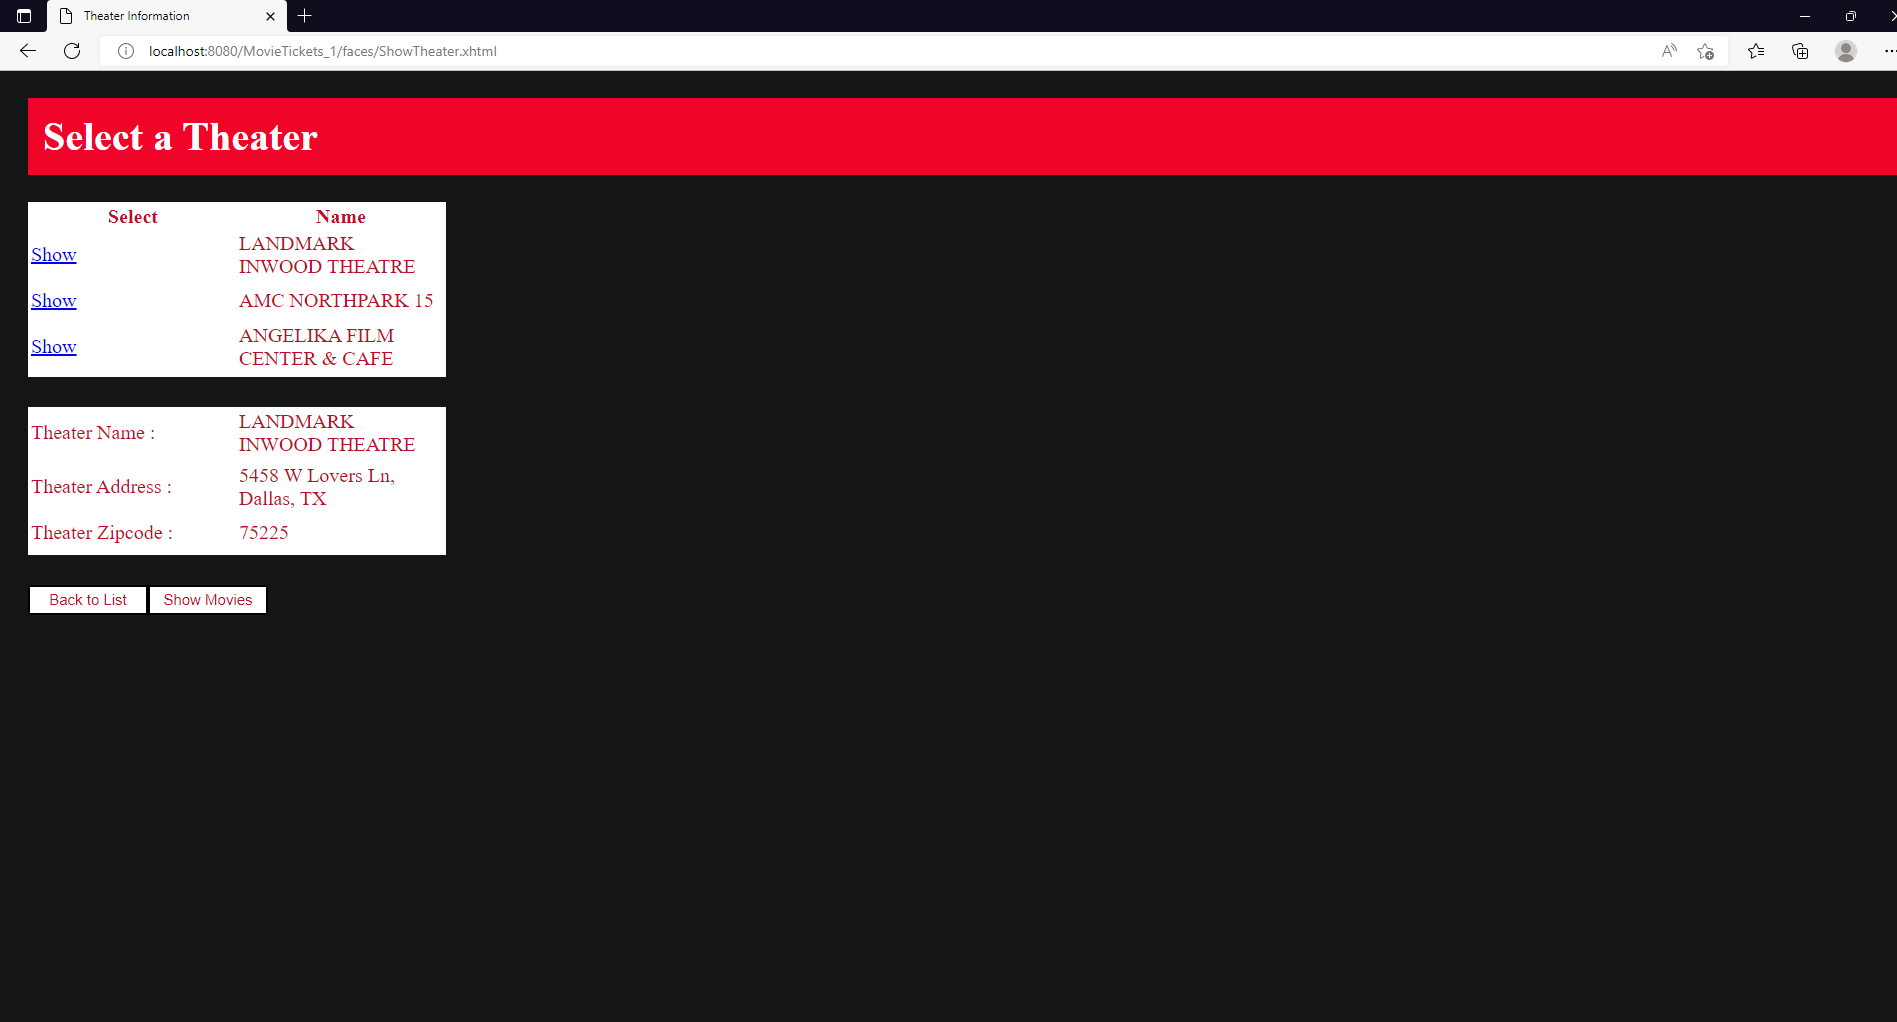 Theater Information
localhost:8080/MovieTickets_1/faces/ShowTheater.xhtml
Select a Theater
Select Name
Show LANDMARK
INWOOD THEATRE
Show AMC NORTHPARK 15
Show ANGELIKA FILM
CENTER & CAFE
Theater Name : LANDMARK
INWOOD THEATRE
Theater Address : 5458 W Lovers Ln,
Dallas, TX
Theater Zipcode : 75225
Back to List Show Movies